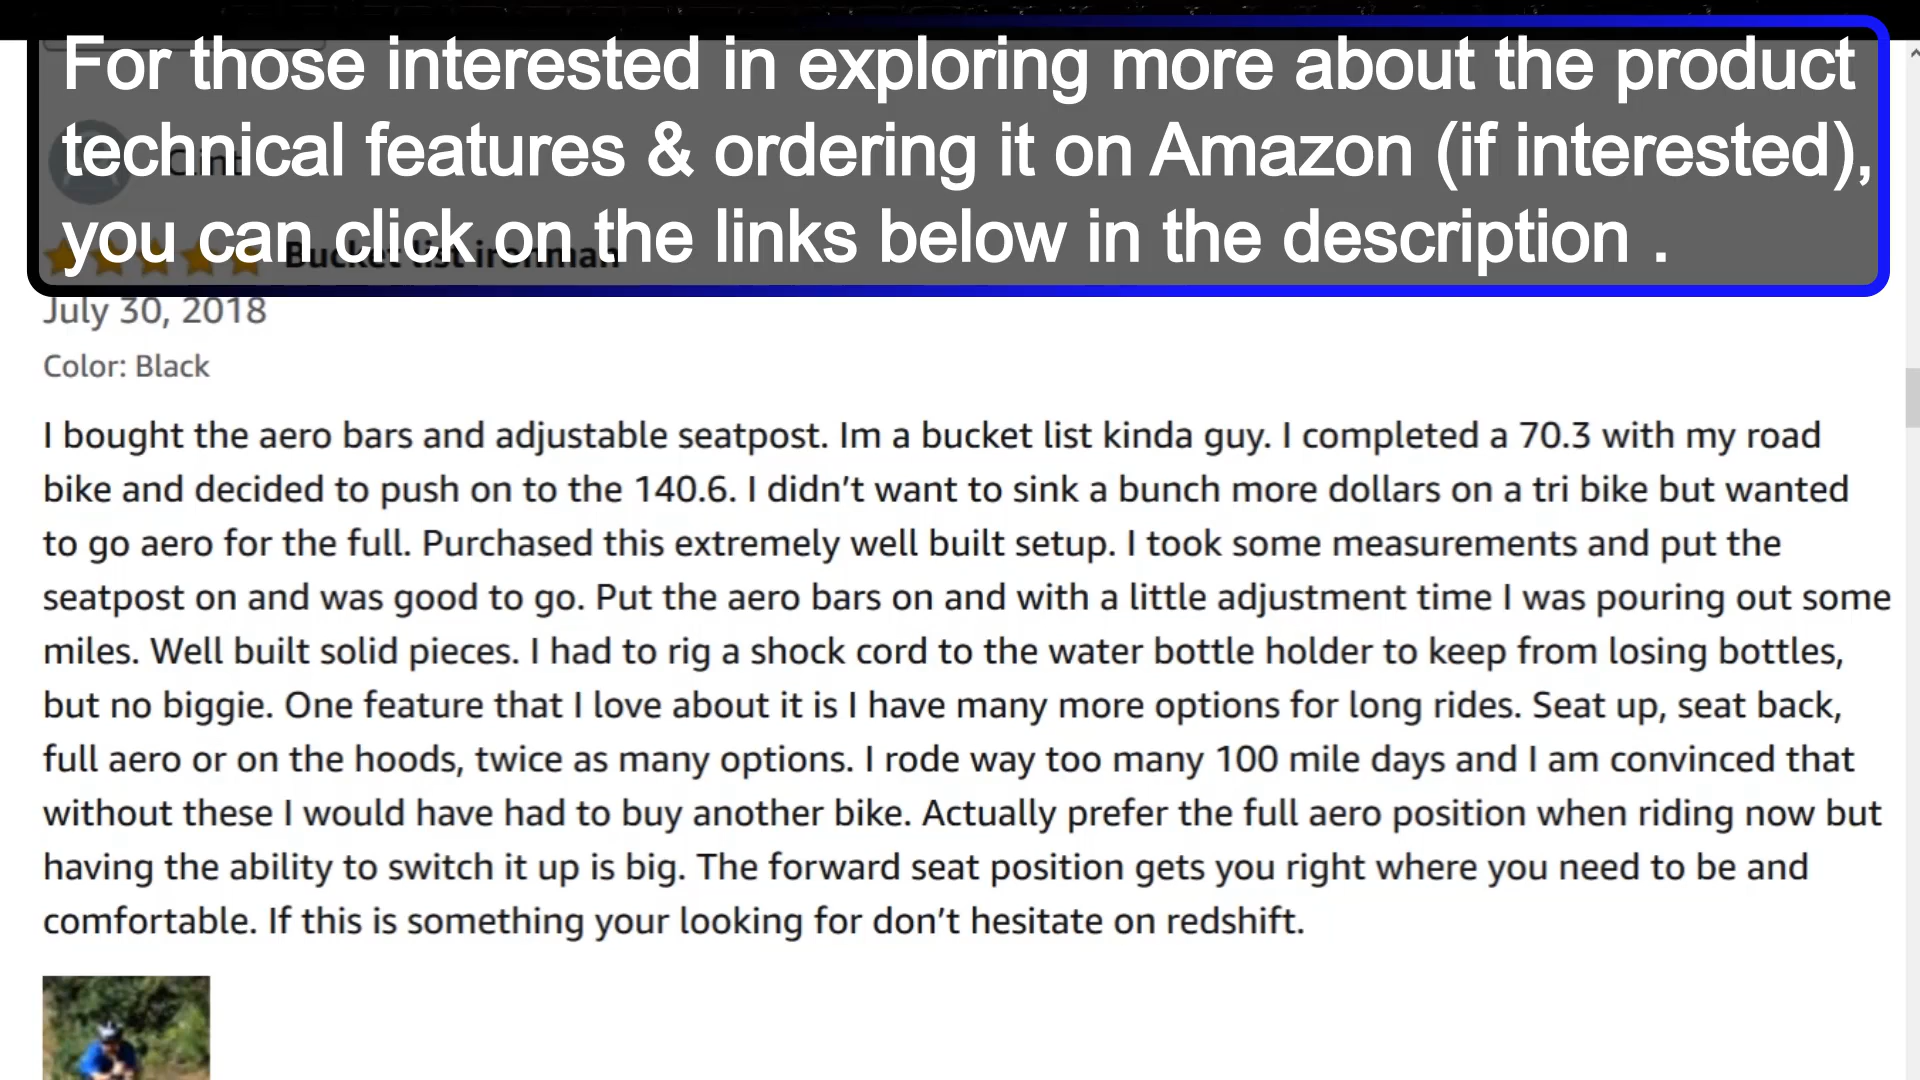 For those interested in exploring more about the product
technical features & ordering it on Amazon (if interested),
you can click on the links below in the description .
Clint
Bucket list ironman
July 30, 2018
Color: Black
I bought the aero bars and adjustable seatpost. Im a bucket list kinda guy. I completed a 70.3 with my road
bike and decided to push on to the 140.6. I didn’t want to sink a bunch more dollars on a tri bike but wanted
to go aero for the full. Purchased this extremely well built setup. I took some measurements and put the
seatpost on and was good to go. Put the aero bars on and with a little adjustment time I was pouring out some
miles. Well built solid pieces. I had to rig a shock cord to the water bottle holder to keep from losing bottles,
but no biggie. One feature that I love about it is I have many more options for long rides. Seat up, seat back,
full aero or on the hoods, twice as many options. I rode way too many 100 mile days and I am convinced that
without these I would have had to buy another bike. Actually prefer the full aero position when riding now but
having the ability to switch it up is big. The forward seat position gets you right where you need to be and
comfortable. If this is something your looking for don’t hesitate on redshift.